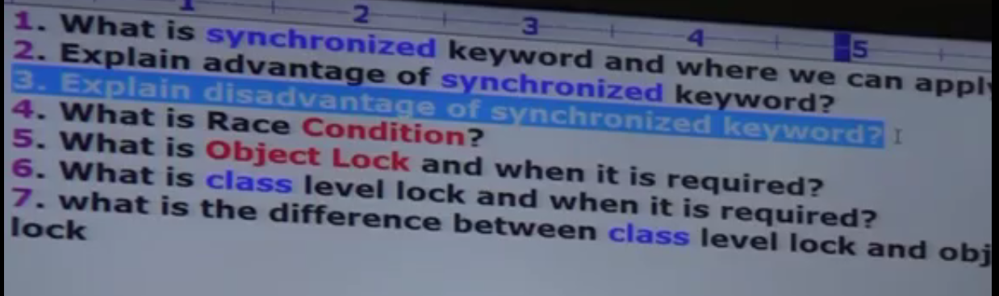 1 2 3 4 5
1. What is synchronized keyword and where we can apply
2. Explain advantage of synchronized keyword?
3. Explain disadvantage of synchronized keyword?
4. What is Race Condition?
5. What is Object Lock and when it is required?
6. What is class level lock and when it is required?
7. what is the difference between class level lock and obj
lock